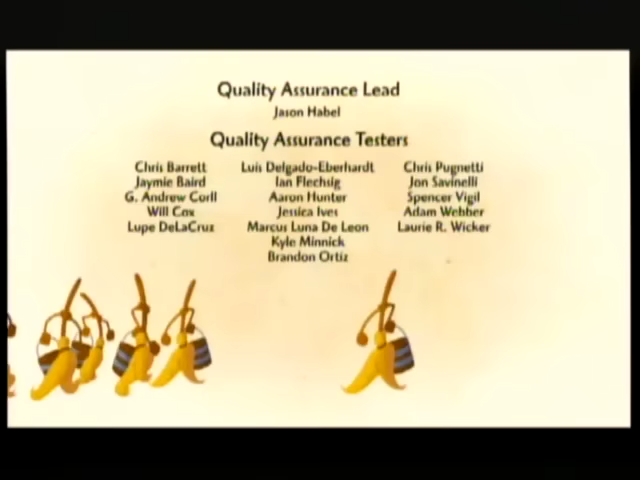 Quality Assurance Lead
Jason Habel
Quality Assurance Testers
Chris Barrett
Jaymie Baird
G. Andrew Corll
Will Cox
Lupe DeLaCruz
Luis Delgado-Eberhardt
Ian Flechsig
Aaron Hunter
Jessica Ives
Marcus Luna De Leon
Kyle Minnick
Brandon Ortiz
Chris Pugnetti
Jon Savinelli
Spencer Vigil
Adam Webber
Laurie R. Wicker